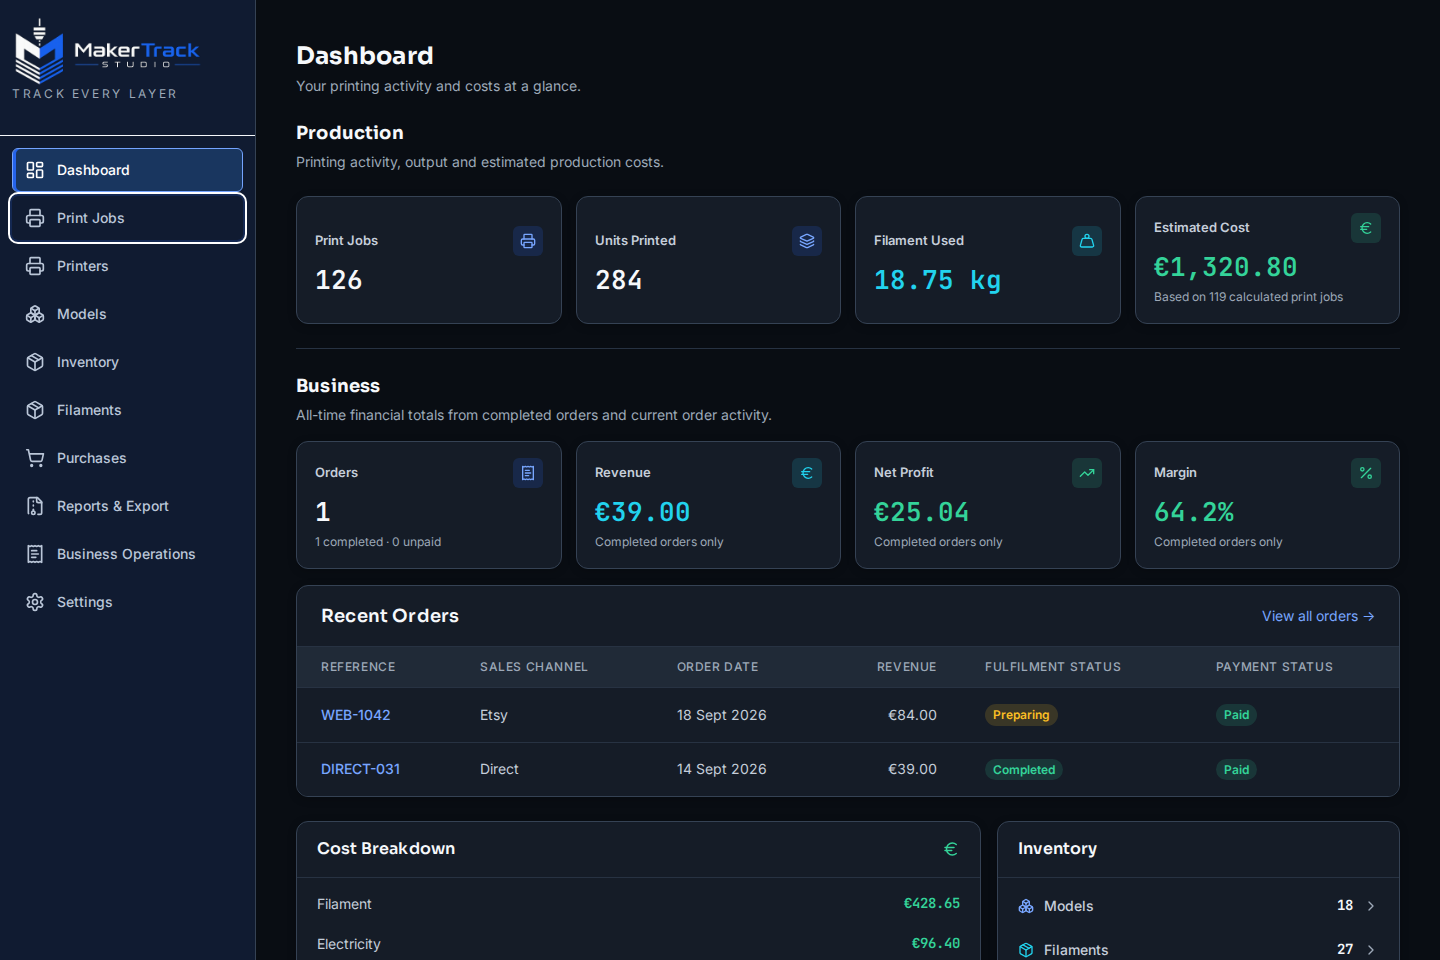 MakerTrack
STUDIO
TRACK EVERY LAYER
Dashboard
Print Jobs
Printers
Models
Inventory
Filaments
Purchases
Reports & Export
Business Operations
Settings
Dashboard
Your printing activity and costs at a glance.
Production
Printing activity, output and estimated production costs.
Print Jobs
126
Units Printed
284
Filament Used
18.75 kg
Estimated Cost
€1,320.80
Based on 119 calculated print jobs
Business
All-time financial totals from completed orders and current order activity.
Orders
1
1 completed · 0 unpaid
Revenue
€39.00
Completed orders only
Net Profit
€25.04
Completed orders only
Margin
64.2%
Completed orders only
Recent Orders
View all orders →
REFERENCE SALES CHANNEL ORDER DATE REVENUE FULFILMENT STATUS PAYMENT STATUS
WEB-1042 Etsy 18 Sept 2026 €84.00 Preparing Paid
DIRECT-031 Direct 14 Sept 2026 €39.00 Completed Paid
Cost Breakdown
Filament €428.65
Electricity €96.40
Inventory
Models 18
Filaments 27